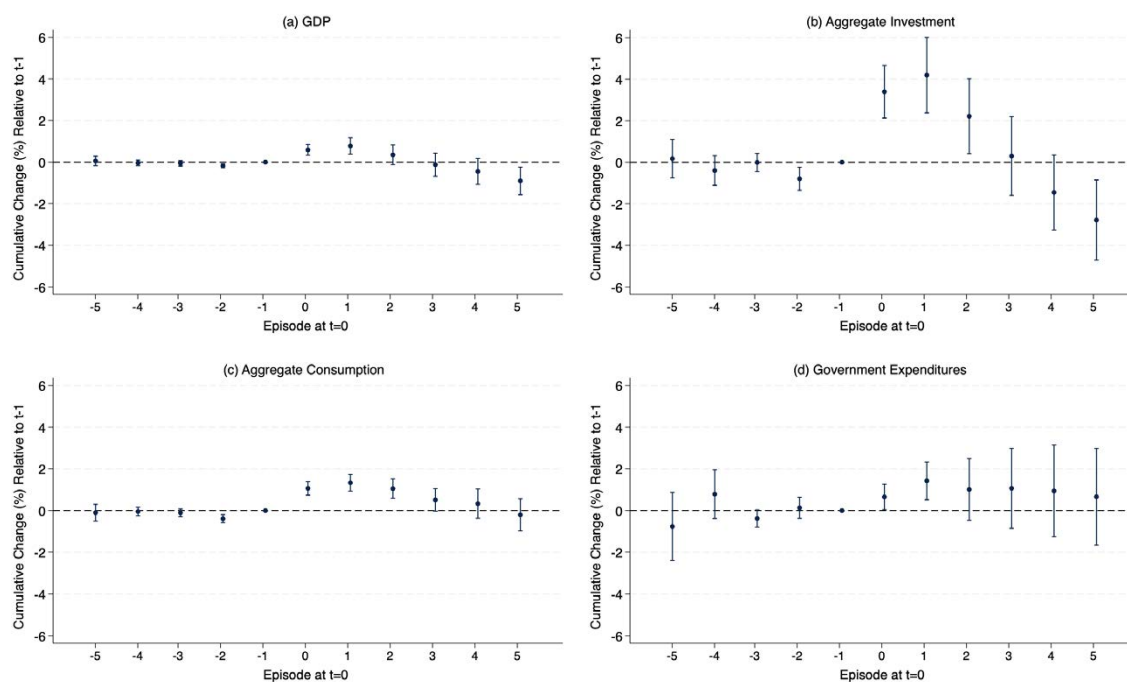 (a) GDP
Cumulative Change (%) Relative to t-1
6
4
2
0
-2
-4
-6
-5 -4 -3 -2 -1 0 1 2 3 4 5
Episode at t=0
(b) Aggregate Investment
Cumulative Change (%) Relative to t-1
6
4
2
0
-2
-4
-6
-5 -4 -3 -2 -1 0 1 2 3 4 5
Episode at t=0
(c) Aggregate Consumption
Cumulative Change (%) Relative to t-1
6
4
2
0
-2
-4
-6
-5 -4 -3 -2 -1 0 1 2 3 4 5
Episode at t=0
(d) Government Expenditures
Cumulative Change (%) Relative to t-1
6
4
2
0
-2
-4
-6
-5 -4 -3 -2 -1 0 1 2 3 4 5
Episode at t=0